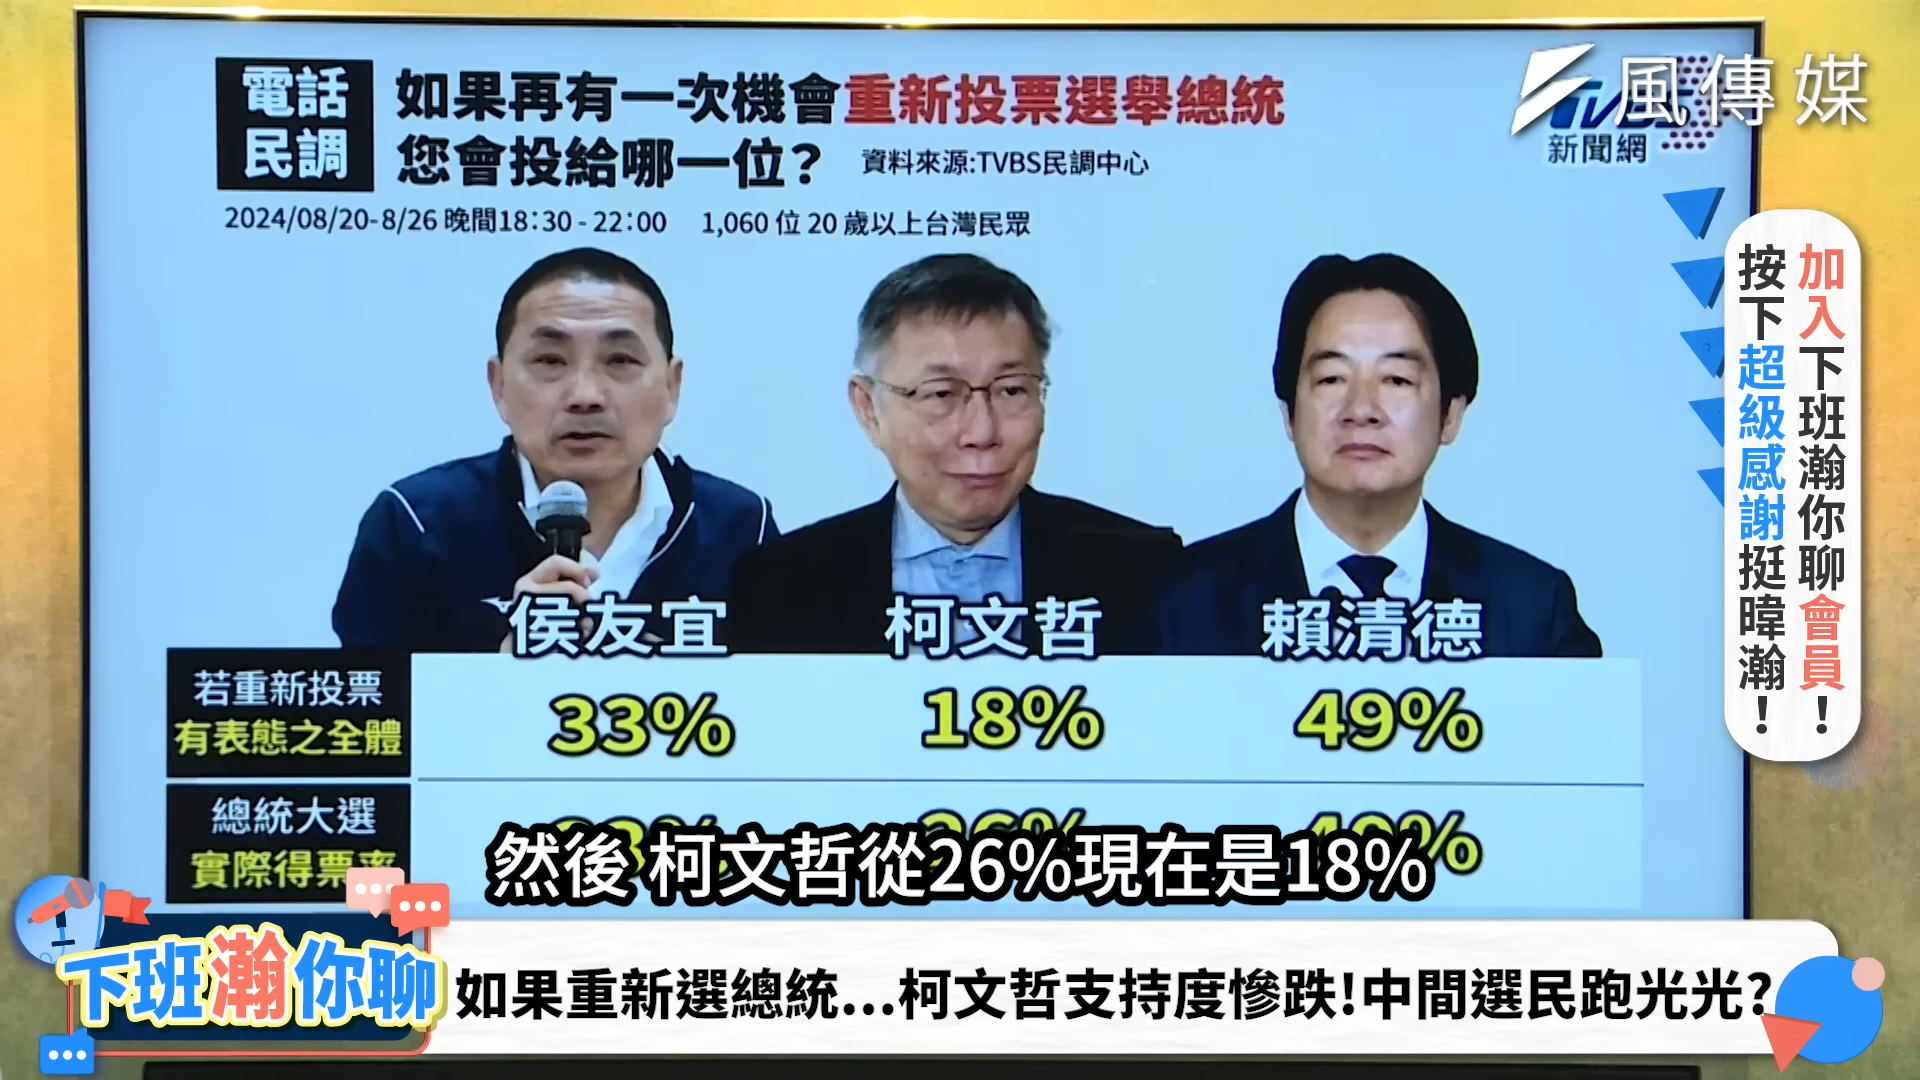 電話
民調
如果再有一次機會重新投票選舉總統
您會投給哪一位?
資料來源:TVBS民調中心
2024/08/20-8/26 晚間18:30-22:00 1,060 位 20 歲以上台灣民眾
風傳媒
TVBS
新聞網
加入下班瀚你聊會員!
按下超級感謝挺暐瀚!
侯友宜 柯文哲 賴清德
若重新投票
有表態之全體
33% 18% 49%
總統大選
實際得票率
26% 40%
然後 柯文哲從26%現在是18%
下班瀚你聊
如果重新選總統...柯文哲支持度慘跌!中間選民跑光光?